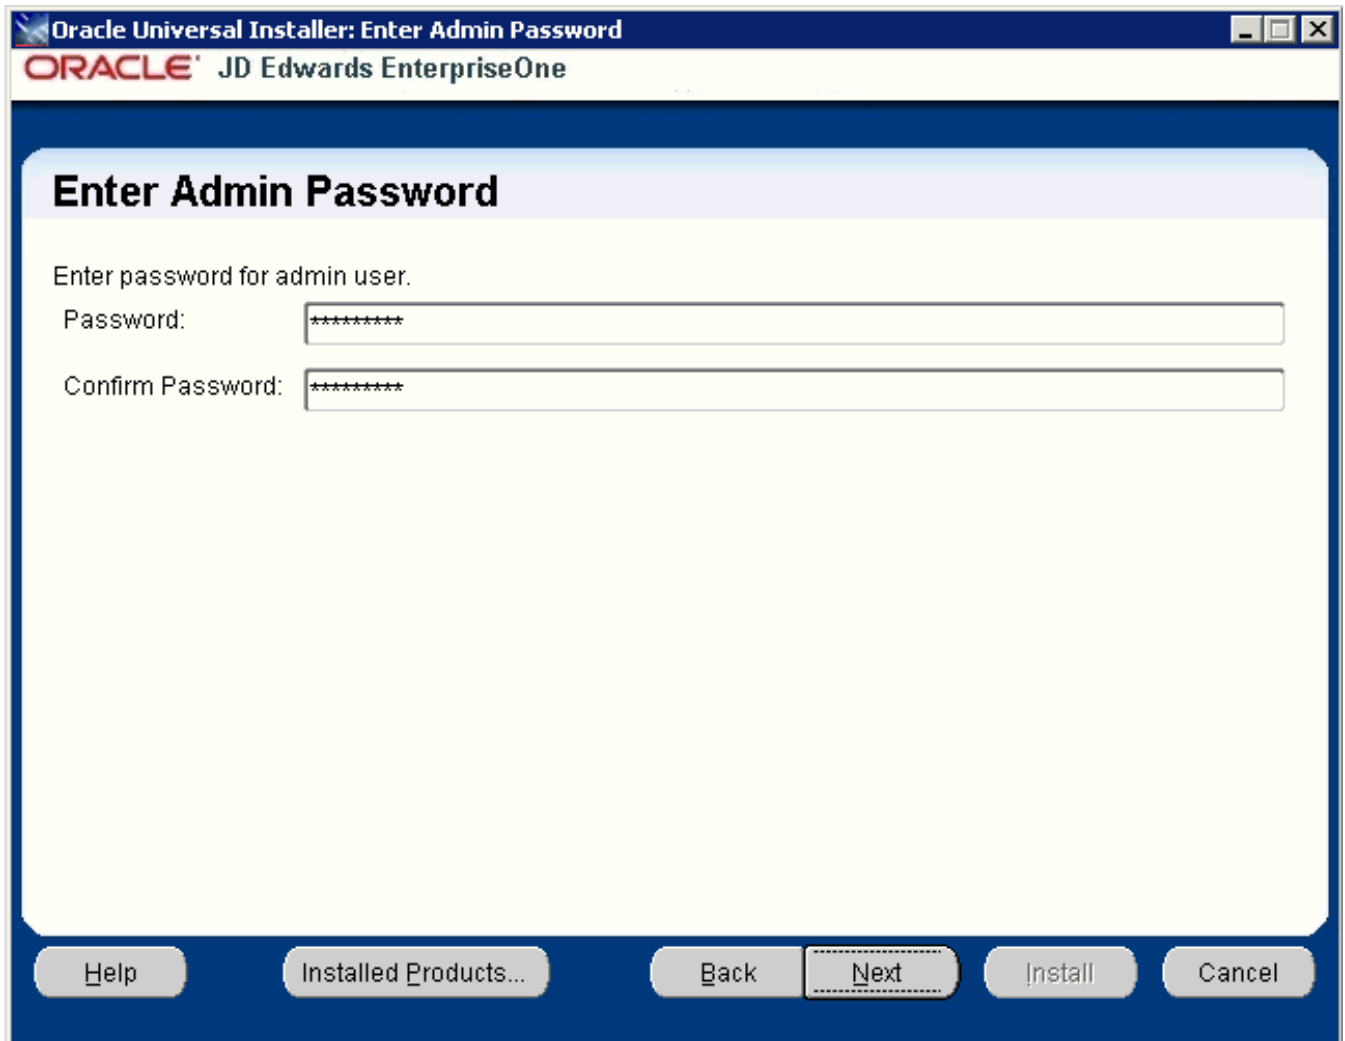 Oracle Universal Installer: Enter Admin Password
ORACLE JD Edwards EnterpriseOne
Enter Admin Password
Enter password for admin user.
Password: *********
Confirm Password: *********
Help Installed Products... Back Next Install Cancel